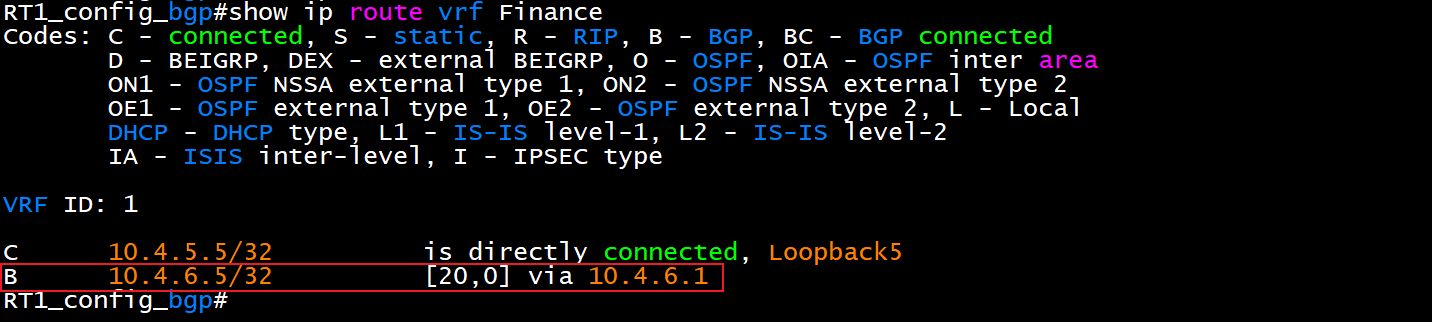 RT1_config_bgp#show ip route vrf Finance
Codes: C - connected, S - static, R - RIP, B - BGP, BC - BGP connected
       D - BEIGRP, DEX - external BEIGRP, O - OSPF, OIA - OSPF inter area
       ON1 - OSPF NSSA external type 1, ON2 - OSPF NSSA external type 2
       OE1 - OSPF external type 1, OE2 - OSPF external type 2, L - Local
       DHCP - DHCP type, L1 - IS-IS level-1, L2 - IS-IS level-2
       IA - ISIS inter-level, I - IPSEC type
VRF ID: 1
C      10.4.5.5/32          is directly connected, Loopback5
B      10.4.6.5/32          [20,0] via 10.4.6.1
RT1_config_bgp#